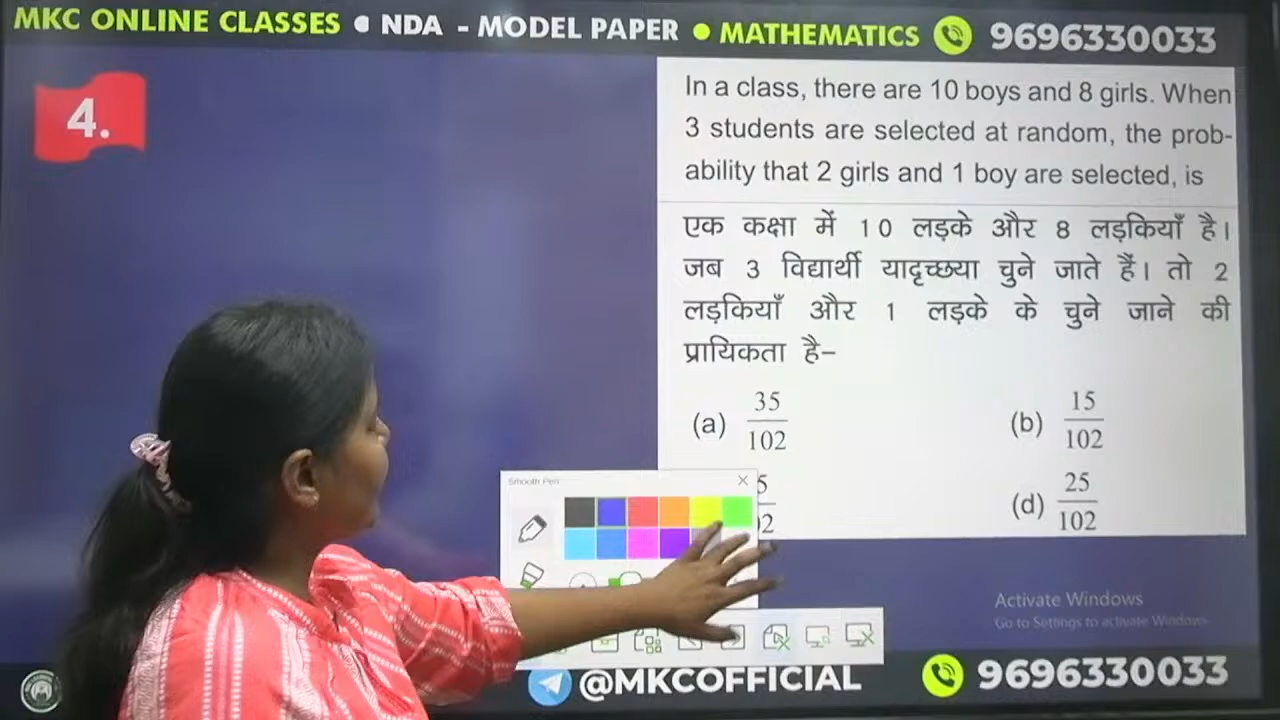 MKC ONLINE CLASSES ● NDA - MODEL PAPER ● MATHEMATICS 9696330033
4.
In a class, there are 10 boys and 8 girls. When
3 students are selected at random, the prob-
ability that 2 girls and 1 boy are selected, is
एक कक्षा में 10 लड़के और 8 लड़कियाँ है।
जब 3 विद्यार्थी यादृच्छया चुने जाते हैं। तो 2
लड़कियाँ और 1 लड़के के चुने जाने की
प्रायिकता है–
(a) 35/102 (b) 15/102
(d) 25/102
Smooth Pen
Activate Windows
Go to Settings to activate Windows.
@MKCOFFICIAL 9696330033